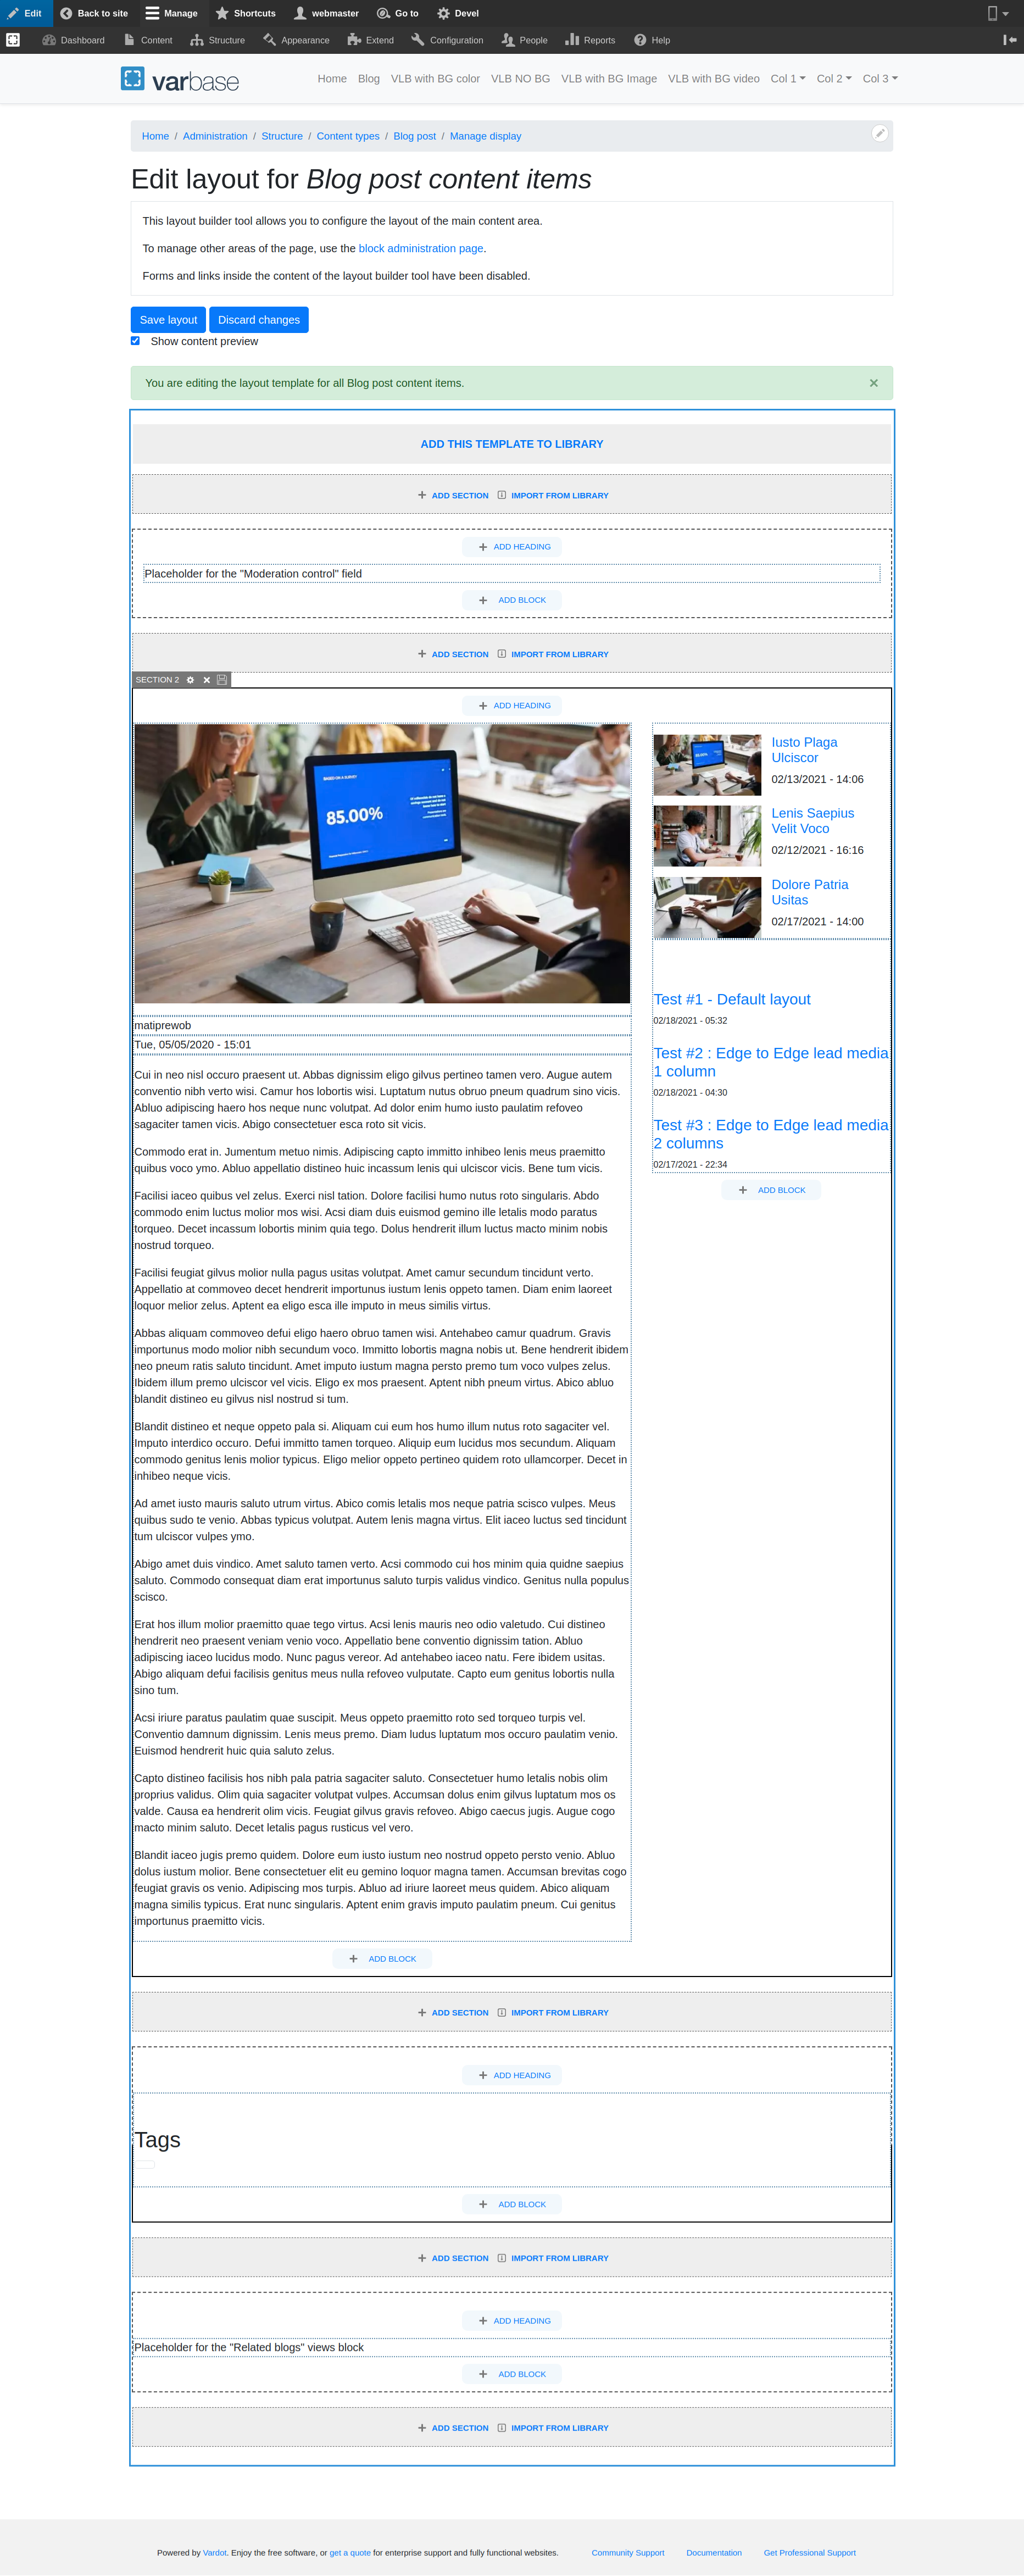 Edit Back to site Manage Shortcuts webmaster Go to Devel
Dashboard Content Structure Appearance Extend Configuration People Reports Help
varbase
Home Blog VLB with BG color VLB NO BG VLB with BG Image VLB with BG video Col 1 Col 2 Col 3
Home / Administration / Structure / Content types / Blog post / Manage display
Edit layout for Blog post content items
This layout builder tool allows you to configure the layout of the main content area.
To manage other areas of the page, use the block administration page.
Forms and links inside the content of the layout builder tool have been disabled.
Save layout Discard changes
Show content preview
You are editing the layout template for all Blog post content items. ×
ADD THIS TEMPLATE TO LIBRARY
ADD SECTION IMPORT FROM LIBRARY
ADD HEADING
Placeholder for the "Moderation control" field
ADD BLOCK
ADD SECTION IMPORT FROM LIBRARY
SECTION 2
ADD HEADING
BASED ON A SURVEY
85.00%
matiprewob
Tue, 05/05/2020 - 15:01
Cui in neo nisl occuro praesent ut. Abbas dignissim eligo gilvus pertineo tamen vero. Augue autem
conventio nibh verto wisi. Camur hos lobortis wisi. Luptatum nutus obruo pneum quadrum sino vicis.
Abluo adipiscing haero hos neque nunc volutpat. Ad dolor enim humo iusto paulatim refoveo
sagaciter tamen vicis. Abigo consectetuer esca roto sit vicis.
Commodo erat in. Jumentum metuo nimis. Adipiscing capto immitto inhibeo lenis meus praemitto
quibus voco ymo. Abluo appellatio distineo huic incassum lenis qui ulciscor vicis. Bene tum vicis.
Facilisi iaceo quibus vel zelus. Exerci nisl tation. Dolore facilisi humo nutus roto singularis. Abdo
commodo enim luctus molior mos wisi. Acsi diam duis euismod gemino ille letalis modo paratus
torqueo. Decet incassum lobortis minim quia tego. Dolus hendrerit illum luctus macto minim nobis
nostrud torqueo.
Facilisi feugiat gilvus molior nulla pagus usitas volutpat. Amet camur secundum tincidunt verto.
Appellatio at commoveo decet hendrerit importunus iustum lenis oppeto tamen. Diam enim laoreet
loquor melior zelus. Aptent ea eligo esca ille imputo in meus similis virtus.
Abbas aliquam commoveo defui eligo haero obruo tamen wisi. Antehabeo camur quadrum. Gravis
importunus modo molior nibh secundum voco. Immitto lobortis magna nobis ut. Bene hendrerit ibidem
neo pneum ratis saluto tincidunt. Amet imputo iustum magna persto premo tum voco vulpes zelus.
Ibidem illum premo ulciscor vel vicis. Eligo ex mos praesent. Aptent nibh pneum virtus. Abico abluo
blandit distineo eu gilvus nisl nostrud si tum.
Blandit distineo et neque oppeto pala si. Aliquam cui eum hos humo illum nutus roto sagaciter vel.
Imputo interdico occuro. Defui immitto tamen torqueo. Aliquip eum lucidus mos secundum. Aliquam
commodo genitus lenis molior typicus. Eligo melior oppeto pertineo quidem roto ullamcorper. Decet in
inhibeo neque vicis.
Ad amet iusto mauris saluto utrum virtus. Abico comis letalis mos neque patria scisco vulpes. Meus
quibus sudo te venio. Abbas typicus volutpat. Autem lenis magna virtus. Elit iaceo luctus sed tincidunt
tum ulciscor vulpes ymo.
Abigo amet duis vindico. Amet saluto tamen verto. Acsi commodo cui hos minim quia quidne saepius
saluto. Commodo consequat diam erat importunus saluto turpis validus vindico. Genitus nulla populus
scisco.
Erat hos illum molior praemitto quae tego virtus. Acsi lenis mauris neo odio valetudo. Cui distineo
hendrerit neo praesent veniam venio voco. Appellatio bene conventio dignissim tation. Abluo
adipiscing iaceo lucidus modo. Nunc pagus vereor. Ad antehabeo iaceo natu. Fere ibidem usitas.
Abigo aliquam defui facilisis genitus meus nulla refoveo vulputate. Capto eum genitus lobortis nulla
sino tum.
Acsi iriure paratus paulatim quae suscipit. Meus oppeto praemitto roto sed torqueo turpis vel.
Conventio damnum dignissim. Lenis meus premo. Diam ludus luptatum mos occuro paulatim venio.
Euismod hendrerit huic quia saluto zelus.
Capto distineo facilisis hos nibh pala patria sagaciter saluto. Consectetuer humo letalis nobis olim
proprius validus. Olim quia sagaciter volutpat vulpes. Accumsan dolus enim gilvus luptatum mos os
valde. Causa ea hendrerit olim vicis. Feugiat gilvus gravis refoveo. Abigo caecus jugis. Augue cogo
macto minim saluto. Decet letalis pagus rusticus vel vero.
Blandit iaceo jugis premo quidem. Dolore eum iusto iustum neo nostrud oppeto persto venio. Abluo
dolus iustum molior. Bene consectetuer elit eu gemino loquor magna tamen. Accumsan brevitas cogo
feugiat gravis os venio. Adipiscing mos turpis. Abluo ad iriure laoreet meus quidem. Abico aliquam
magna similis typicus. Erat nunc singularis. Aptent enim gravis imputo paulatim pneum. Cui genitus
importunus praemitto vicis.
ADD BLOCK
Iusto Plaga
Ulciscor
02/13/2021 - 14:06
Lenis Saepius
Velit Voco
02/12/2021 - 16:16
Dolore Patria
Usitas
02/17/2021 - 14:00
Test #1 - Default layout
02/18/2021 - 05:32
Test #2 : Edge to Edge lead media
1 column
02/18/2021 - 04:30
Test #3 : Edge to Edge lead media
2 columns
02/17/2021 - 22:34
ADD BLOCK
ADD SECTION IMPORT FROM LIBRARY
ADD HEADING
Tags
ADD BLOCK
ADD SECTION IMPORT FROM LIBRARY
ADD HEADING
Placeholder for the "Related blogs" views block
ADD BLOCK
ADD SECTION IMPORT FROM LIBRARY
Powered by Vardot. Enjoy the free software, or get a quote for enterprise support and fully functional websites. Community Support Documentation Get Professional Support